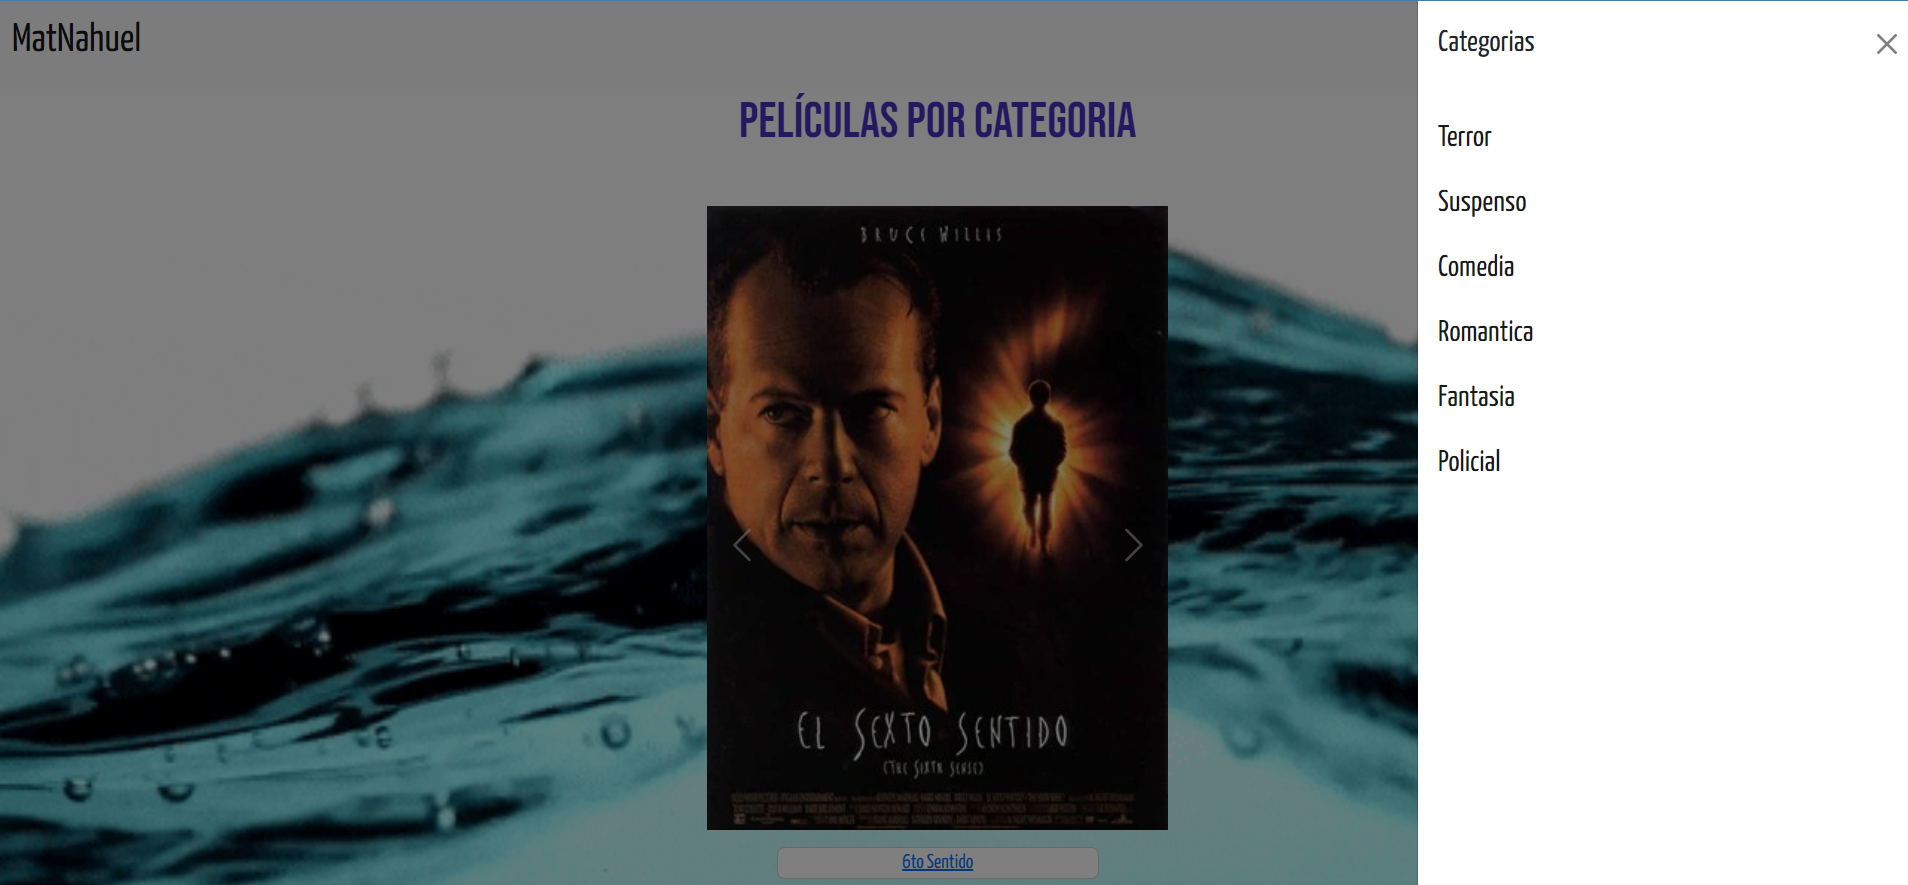 MatNahuel
PELÍCULAS POR CATEGORIA
BRUCE WILLIS
EL SEXTO SENTIDO
(THE SIXTH SENSE)
6to Sentido
Categorias
Terror
Suspenso
Comedia
Romantica
Fantasia
Policial